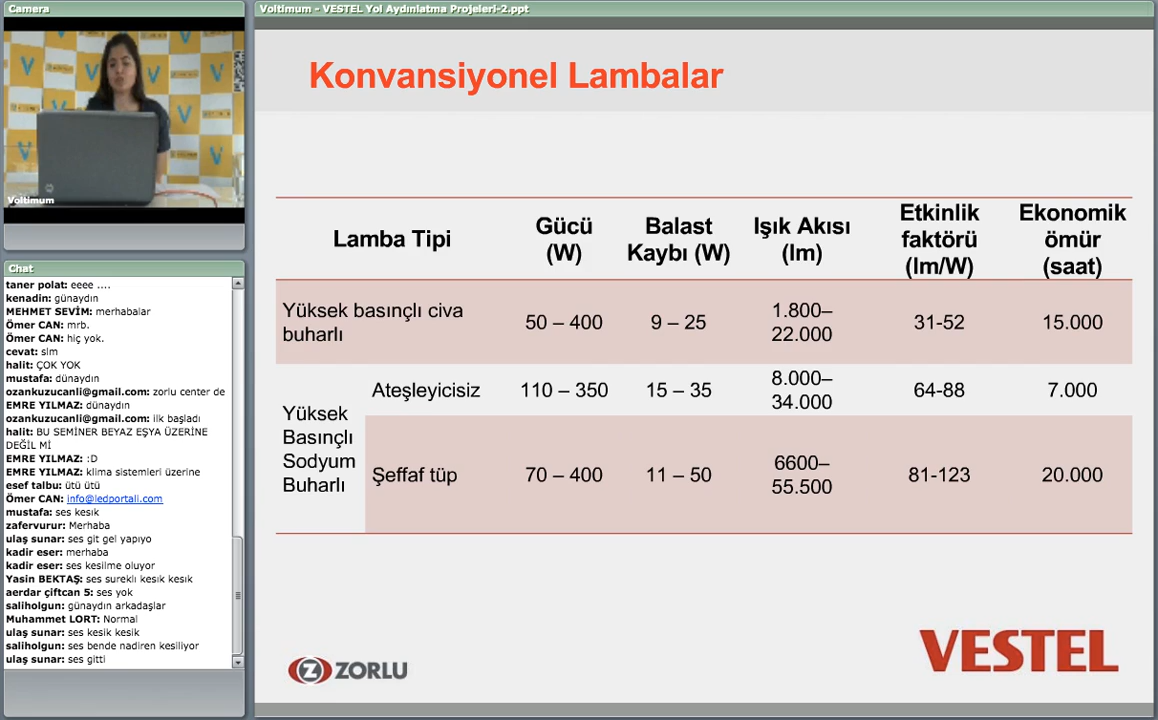 Camera
Voltimum
Chat
taner polat: eeee ....
kenadin: günaydın
MEHMET SEVİM: merhabalar
Ömer CAN: mrb.
Ömer CAN: hiç yok.
cevat: slm
halit: ÇOK YOK
mustafa: dünaydın
ozankuzucanli@gmail.com: zorlu center de
EMRE YILMAZ: dünaydın
ozankuzucanli@gmail.com: ilk başladı
halit: BU SEMİNER BEYAZ EŞYA ÜZERİNE
DEĞİL Mİ
EMRE YILMAZ: :D
EMRE YILMAZ: klima sistemleri üzerine
esef talbu: ütü ütü
Ömer CAN: info@ledportali.com
mustafa: ses kesık
zafervurur: Merhaba
ulaş sunar: ses git gel yapıyo
kadir eser: merhaba
kadir eser: ses kesilme oluyor
Yasin BEKTAŞ: ses sureklı kesık kesık
aerdar çiftcan 5: ses yok
saliholgun: günaydın arkadaşlar
Muhammet LORT: Normal
ulaş sunar: ses kesik kesik
saliholgun: ses bende nadiren kesiliyor
ulaş sunar: ses gitti
Voltimum - VESTEL Yol Aydınlatma Projeleri-2.ppt
Konvansiyonel Lambalar
Lamba Tipi Gücü (W) Balast Kaybı (W) Işık Akısı (lm) Etkinlik faktörü (lm/W) Ekonomik ömür (saat)
Yüksek basınçlı civa buharlı 50 – 400 9 – 25 1.800–22.000 31-52 15.000
Yüksek Basınçlı Sodyum Buharlı
Ateşleyicisiz 110 – 350 15 – 35 8.000–34.000 64-88 7.000
Şeffaf tüp 70 – 400 11 – 50 6600–55.500 81-123 20.000
ZORLU
VESTEL